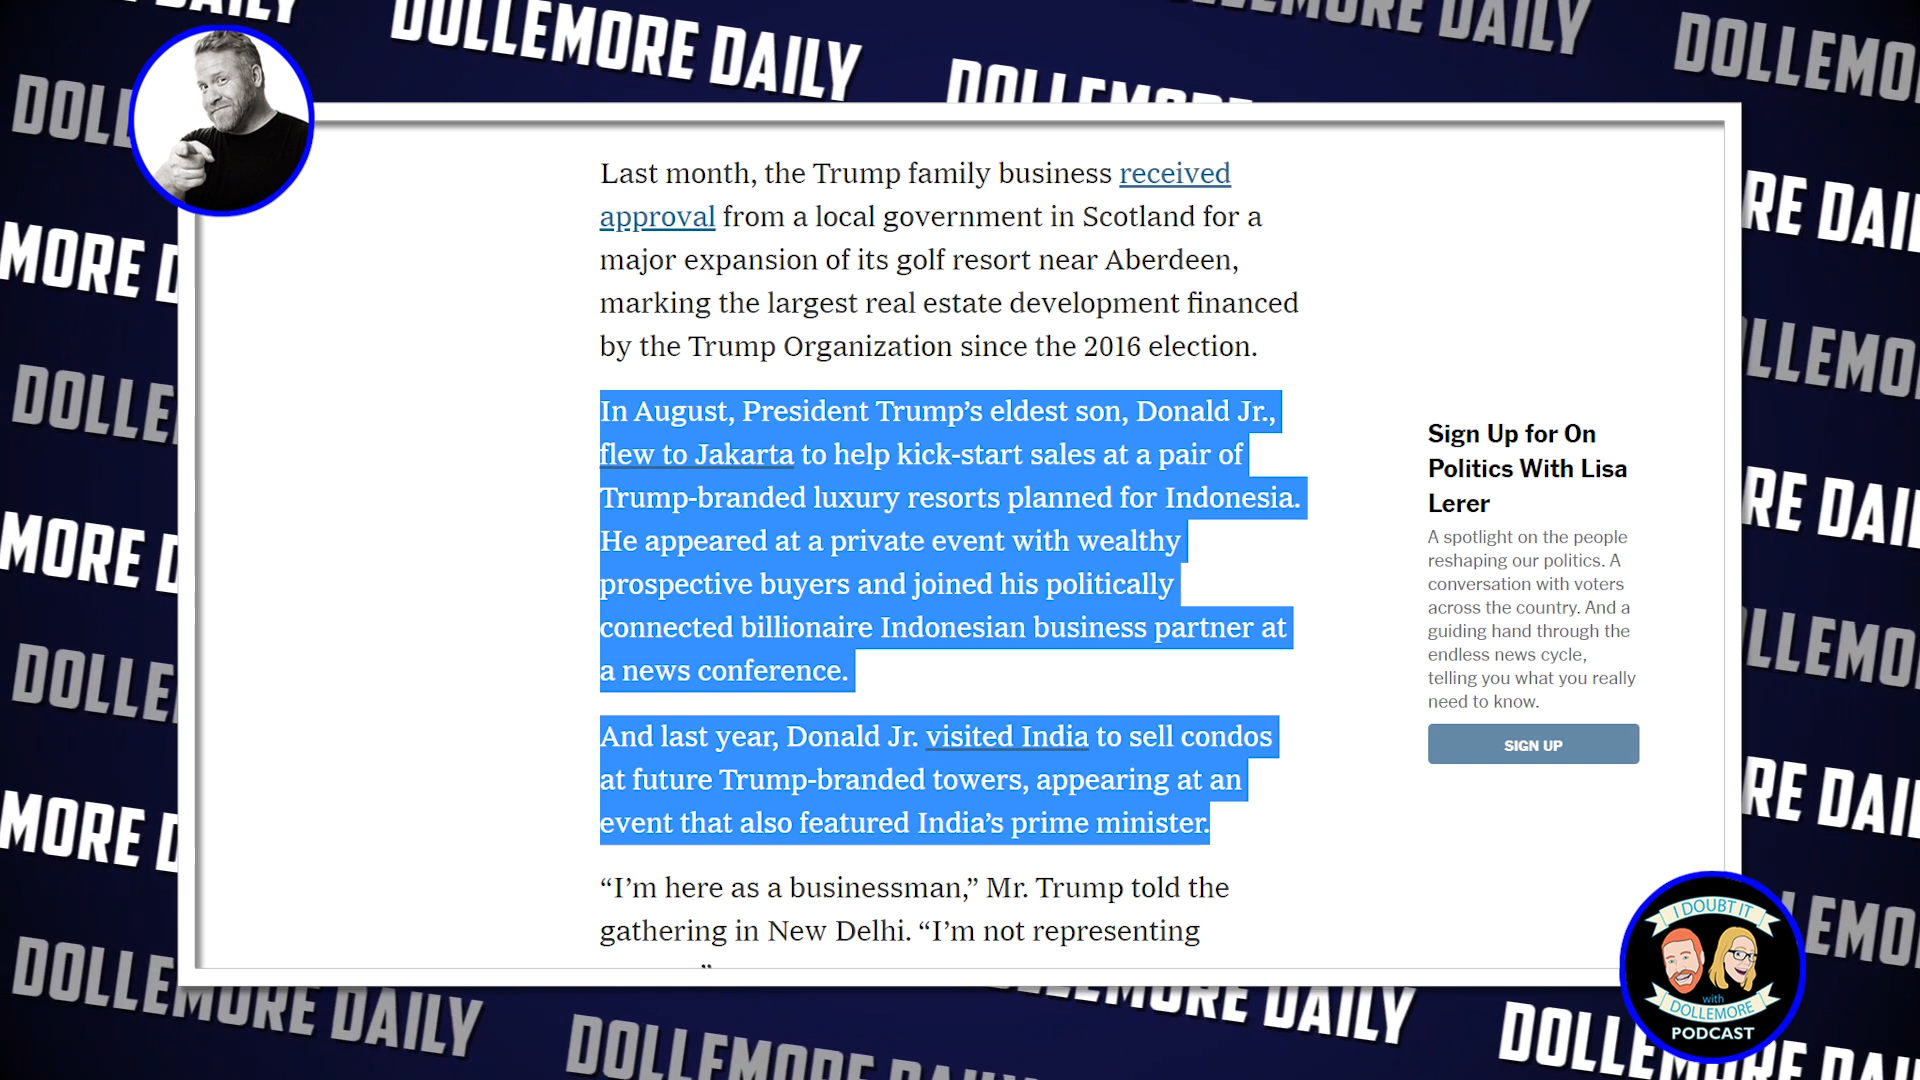 DOLLEMORE DAILY
DOLLEMORE DAILY
DOLLEMO
Last month, the Trump family business received
approval from a local government in Scotland for a
major expansion of its golf resort near Aberdeen,
marking the largest real estate development financed
by the Trump Organization since the 2016 election.
In August, President Trump’s eldest son, Donald Jr.,
flew to Jakarta to help kick-start sales at a pair of
Trump-branded luxury resorts planned for Indonesia.
He appeared at a private event with wealthy
prospective buyers and joined his politically
connected billionaire Indonesian business partner at
a news conference.
And last year, Donald Jr. visited India to sell condos
at future Trump-branded towers, appearing at an
event that also featured India’s prime minister.
“I’m here as a businessman,” Mr. Trump told the
gathering in New Delhi. “I’m not representing
Sign Up for On
Politics With Lisa
Lerer
A spotlight on the people
reshaping our politics. A
conversation with voters
across the country. And a
guiding hand through the
endless news cycle,
telling you what you really
need to know.
SIGN UP
I DOUBT IT
with
DOLLEMORE
PODCAST
DOLLEMORE DAILY
DOLLEMORE DAILY